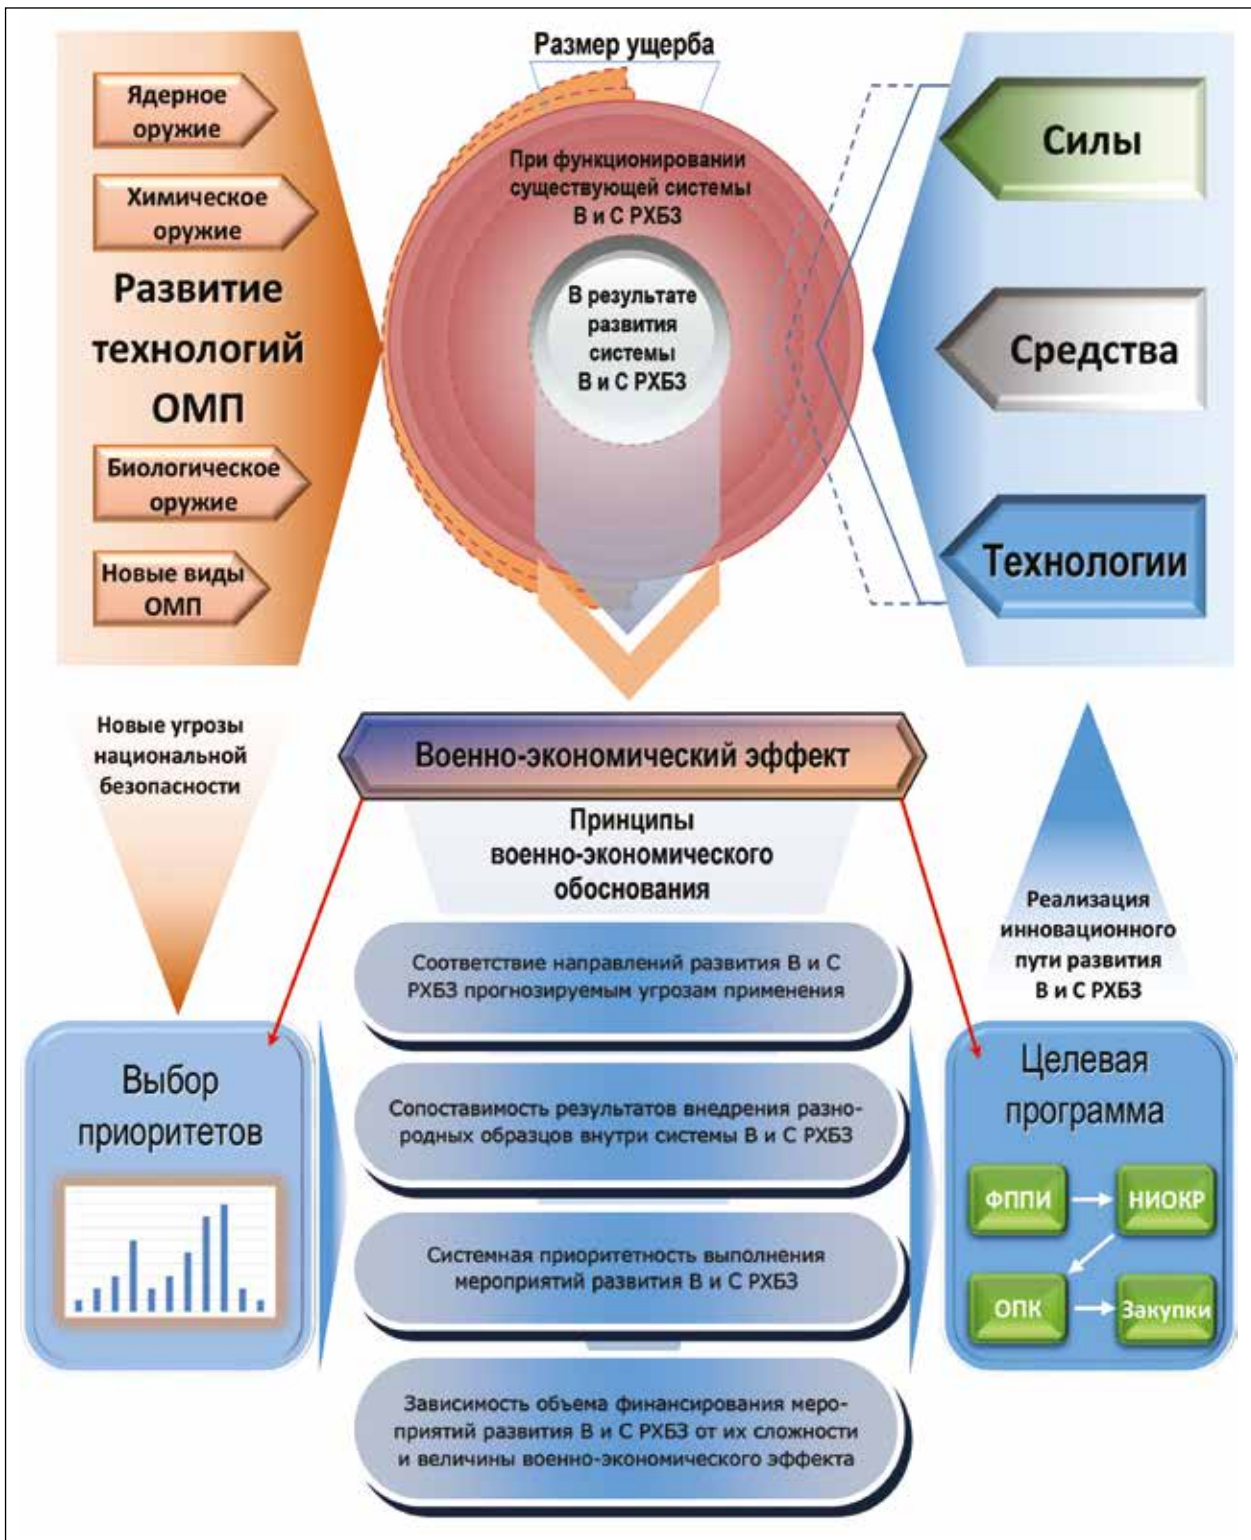 Размер ущерба
Ядерное
оружие
Химическое
оружие
Развитие
технологий
ОМП
Биологическое
оружие
Новые виды
ОМП
При функционировании
существующей системы
В и С РХБЗ
В результате
развития
системы
В и С РХБЗ
Силы
Средства
Технологии
Новые угрозы
национальной
безопасности
Военно-экономический эффект
Принципы
военно-экономического
обоснования
Реализация
инновационного
пути развития
В и С РХБЗ
Выбор
приоритетов
Соответствие направлений развития В и С
РХБЗ прогнозируемым угрозам применения
Сопоставимость результатов внедрения разно-
родных образцов внутри системы В и С РХБЗ
Системная приоритетность выполнения
мероприятий развития В и С РХБЗ
Зависимость объема финансирования меро-
приятий развития В и С РХБЗ от их сложности
и величины военно-экономического эффекта
Целевая
программа
ФППИ
НИОКР
ОПК
Закупки